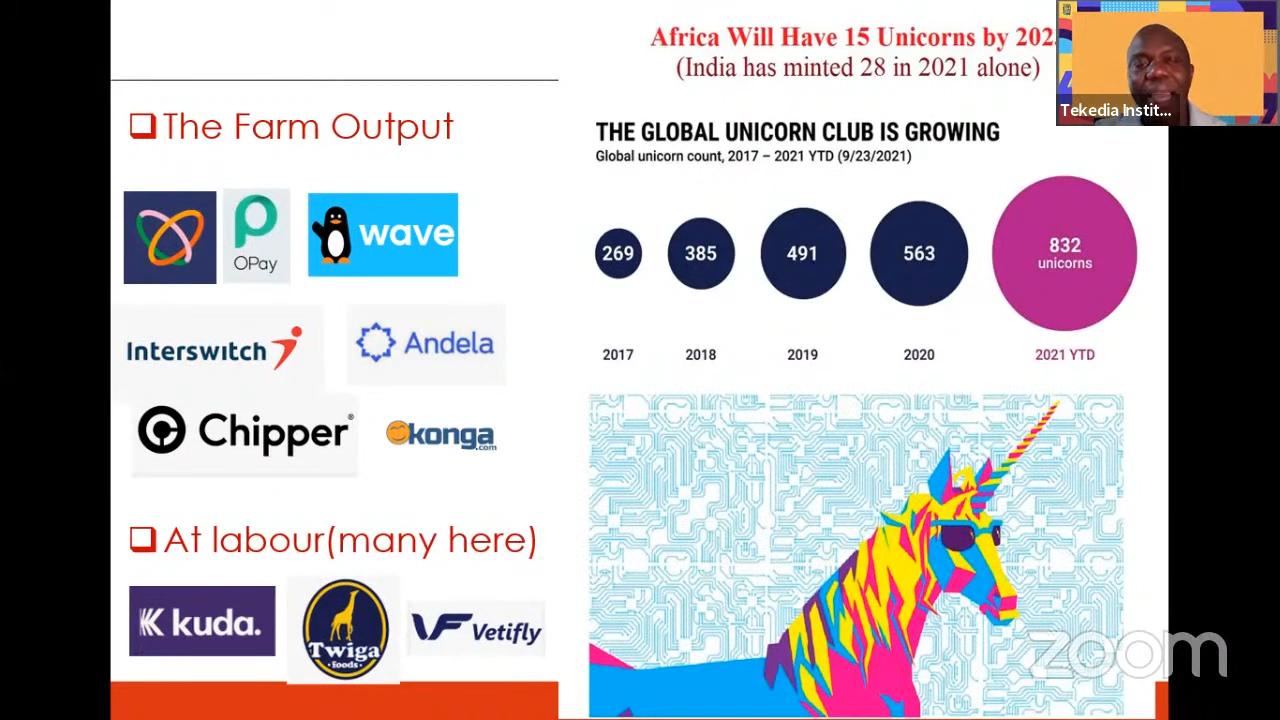 Africa Will Have 15 Unicorns by 202
(India has minted 28 in 2021 alone)
Tekedia Instit...
The Farm Output
THE GLOBAL UNICORN CLUB IS GROWING
Global unicorn count, 2017 – 2021 YTD (9/23/2021)
OPay
wave
269
385
491
563
832
unicorns
2017
2018
2019
2020
2021 YTD
Interswitch
Andela
Chipper®
konga
.com
At labour(many here)
kuda.
Twiga
foods
VF Vetifly
zoom